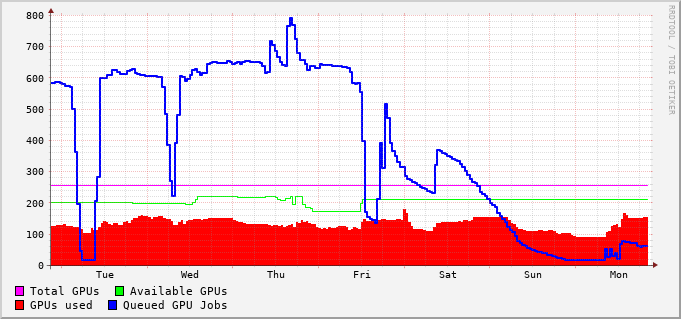 800
700
600
500
400
300
200
100
0
Tue Wed Thu Fri Sat Sun Mon
Total GPUs Available GPUs
GPUs used Queued GPU Jobs
RRDTOOL / TOBI OETIKER